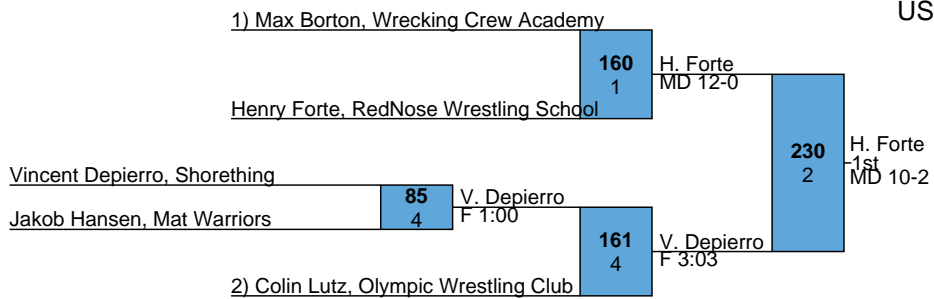 US
1) Max Borton, Wrecking Crew Academy
160
1
H. Forte
MD 12-0
Henry Forte, RedNose Wrestling School
230
2
H. Forte
1st
MD 10-2
Vincent Depierro, Shorething
85
4
V. Depierro
F 1:00
Jakob Hansen, Mat Warriors
161
4
V. Depierro
F 3:03
2) Colin Lutz, Olympic Wrestling Club